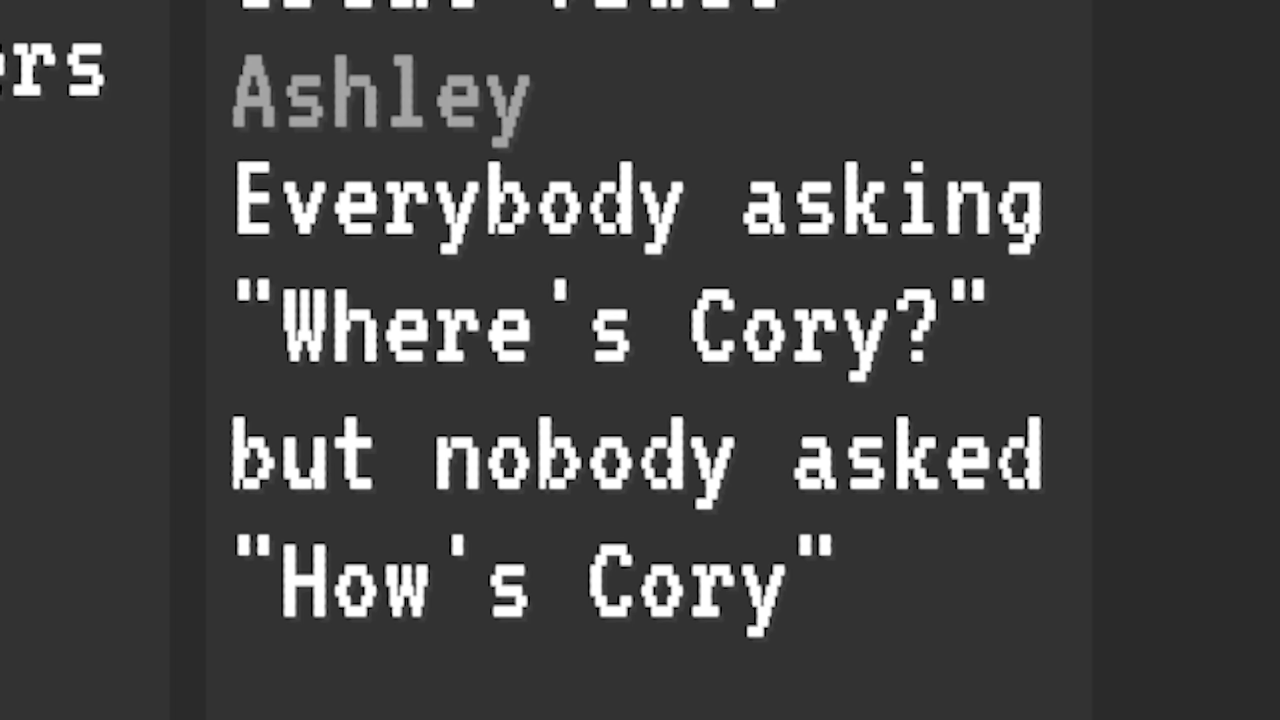 ers
Ashley
Everybody asking
"Where's Cory?"
but nobody asked
"How's Cory"